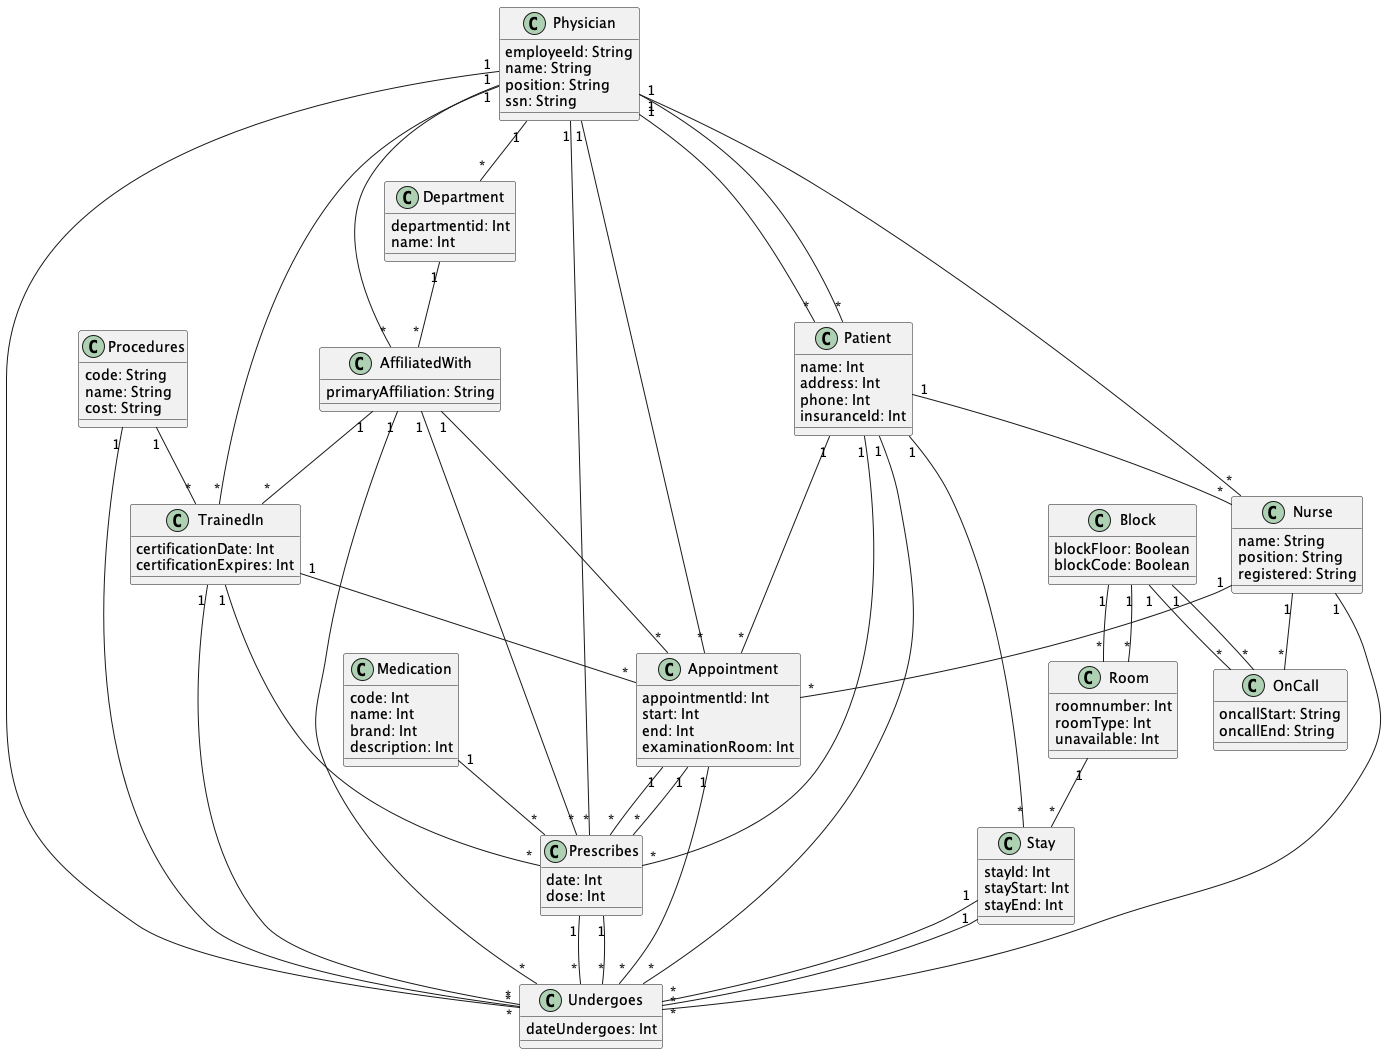 C Physician
employeeId: String
name: String
position: String
ssn: String
1
1
1
1
1
1
1
1
1
*
C Department
departmentid: Int
name: Int
1
*
*
*
*
C Procedures
code: String
name: String
cost: String
C AffiliatedWith
primaryAffiliation: String
C Patient
name: Int
address: Int
phone: Int
insuranceId: Int
1
1
1
1
1
1
1
1
1
1
1
*
*
*
*
*
C TrainedIn
certificationDate: Int
certificationExpires: Int
C Block
blockFloor: Boolean
blockCode: Boolean
C Nurse
name: String
position: String
registered: String
1
1
1
1
1
1
1
1
1
1
*
*
*
*
*
*
*
*
*
*
C Medication
code: Int
name: Int
brand: Int
description: Int
C Appointment
appointmentId: Int
start: Int
end: Int
examinationRoom: Int
C Room
roomnumber: Int
roomType: Int
unavailable: Int
C OnCall
oncallStart: String
oncallEnd: String
1
1
1
1
1
*
*
*
*
*
*
*
*
*
C Prescribes
date: Int
dose: Int
C Stay
stayId: Int
stayStart: Int
stayEnd: Int
1
1
1
1
*
*
*
*
*
*
*
*
*
*
*
C Undergoes
dateUndergoes: Int